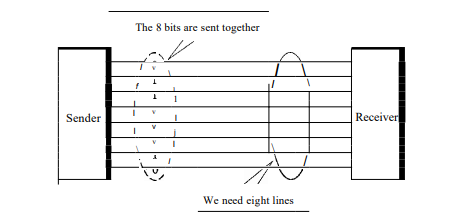 The 8 bits are sent together
Sender
Receiver
We need eight lines